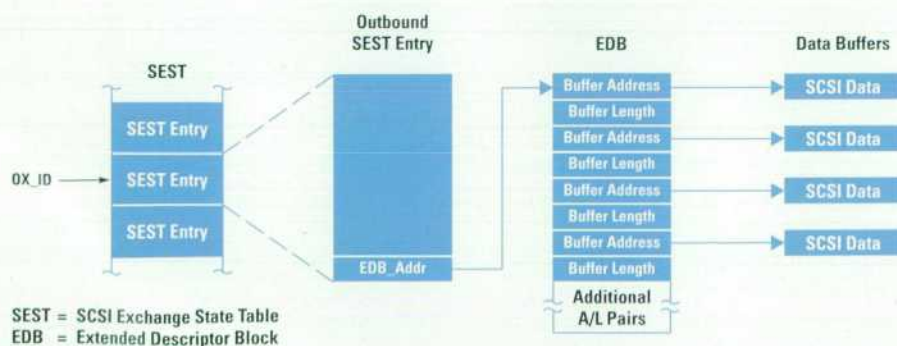 Outbound
SEST Entry
EDB
Data Buffers
SEST
SEST Entry
SEST Entry
SEST Entry
OX_ID
EDB_Addr
Buffer Address
Buffer Length
Buffer Address
Buffer Length
Buffer Address
Buffer Length
Buffer Address
Buffer Length
Additional
A/L Pairs
SCSI Data
SCSI Data
SCSI Data
SCSI Data
SEST = SCSI Exchange State Table
EDB = Extended Descriptor Block